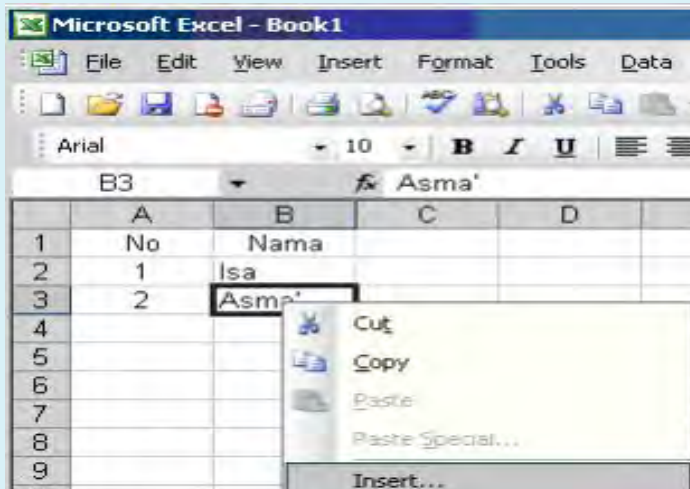 Microsoft Excel - Book1
File Edit View Insert Format Tools Data
Arial 10 B I U
B3 fx Asma'
A B C D
1 No Nama
2 1 Isa
3 2 Asma'
4 Cut
5 Copy
6
7 Paste
8 Paste Special...
9 Insert...